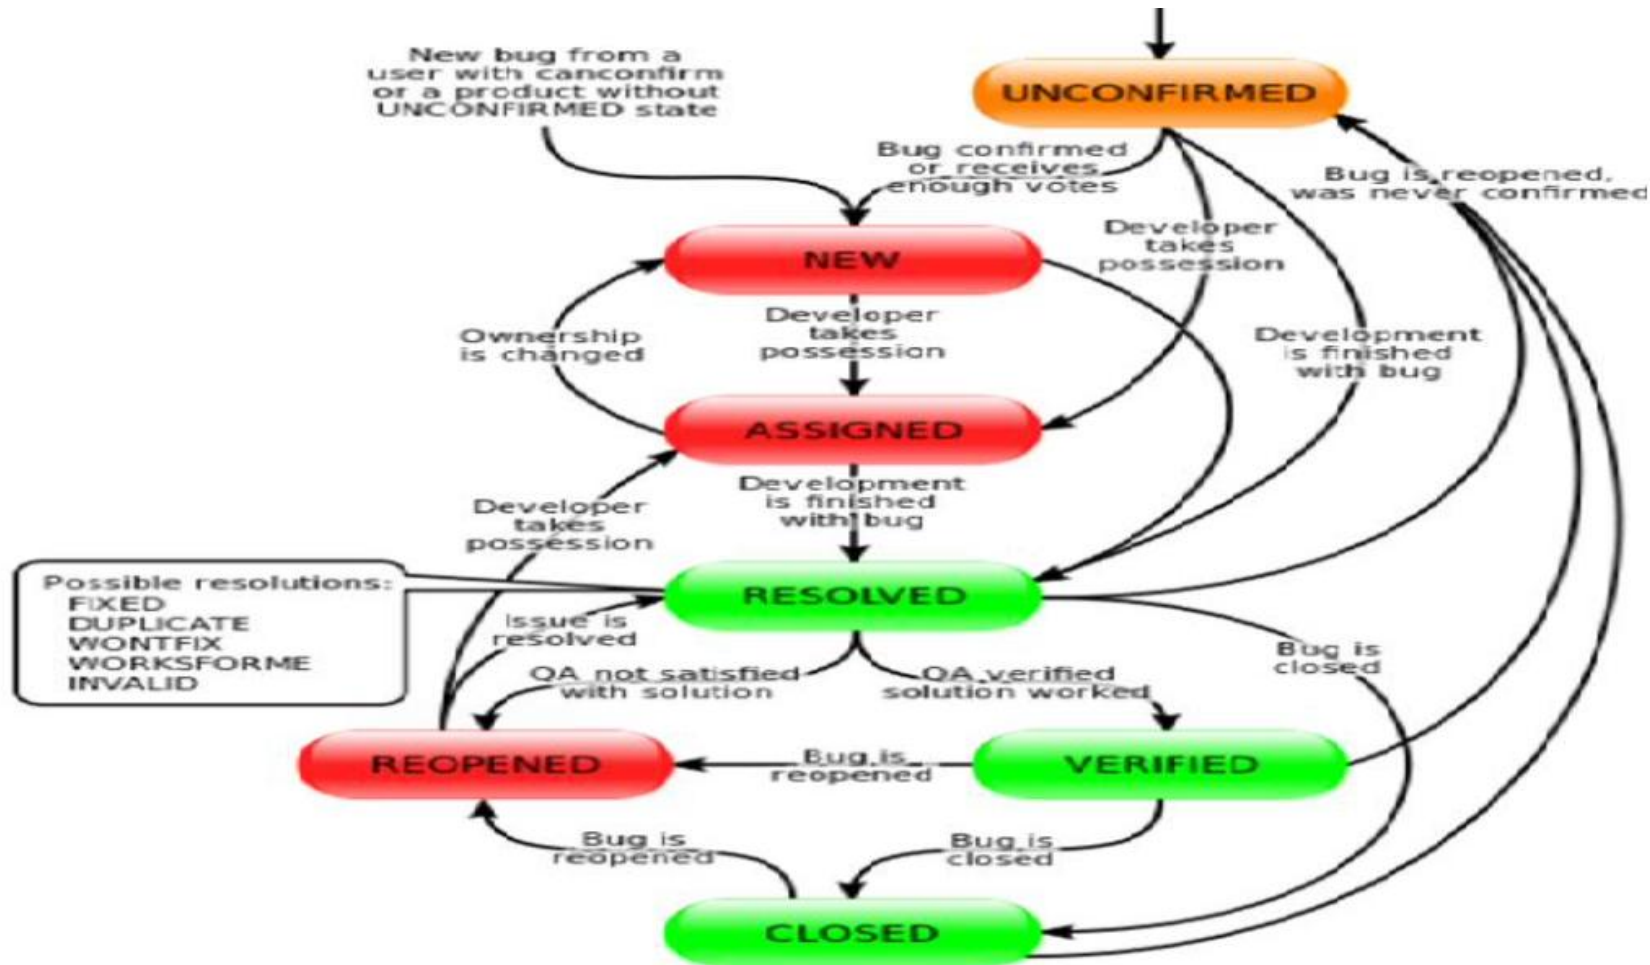 New bug from a
user with canconfirm
or a product without
UNCONFIRMED state
UNCONFIRMED
Bug confirmed
or receives
enough votes
Bug is reopened,
was never confirmed
Developer
takes
possession
NEW
Ownership
is changed
Developer
takes
possession
Development
is finished
with bug
ASSIGNED
Developer
takes
possession
Development
is finished
with bug
Possible resolutions:
FIXED
DUPLICATE
WONTFIX
WORKSFORME
INVALID
RESOLVED
Issue is
resolved
QA not satisfied
with solution
QA verified
solution worked
Bug is
closed
REOPENED
Bug is
reopened
VERIFIED
Bug is
reopened
Bug is
closed
CLOSED